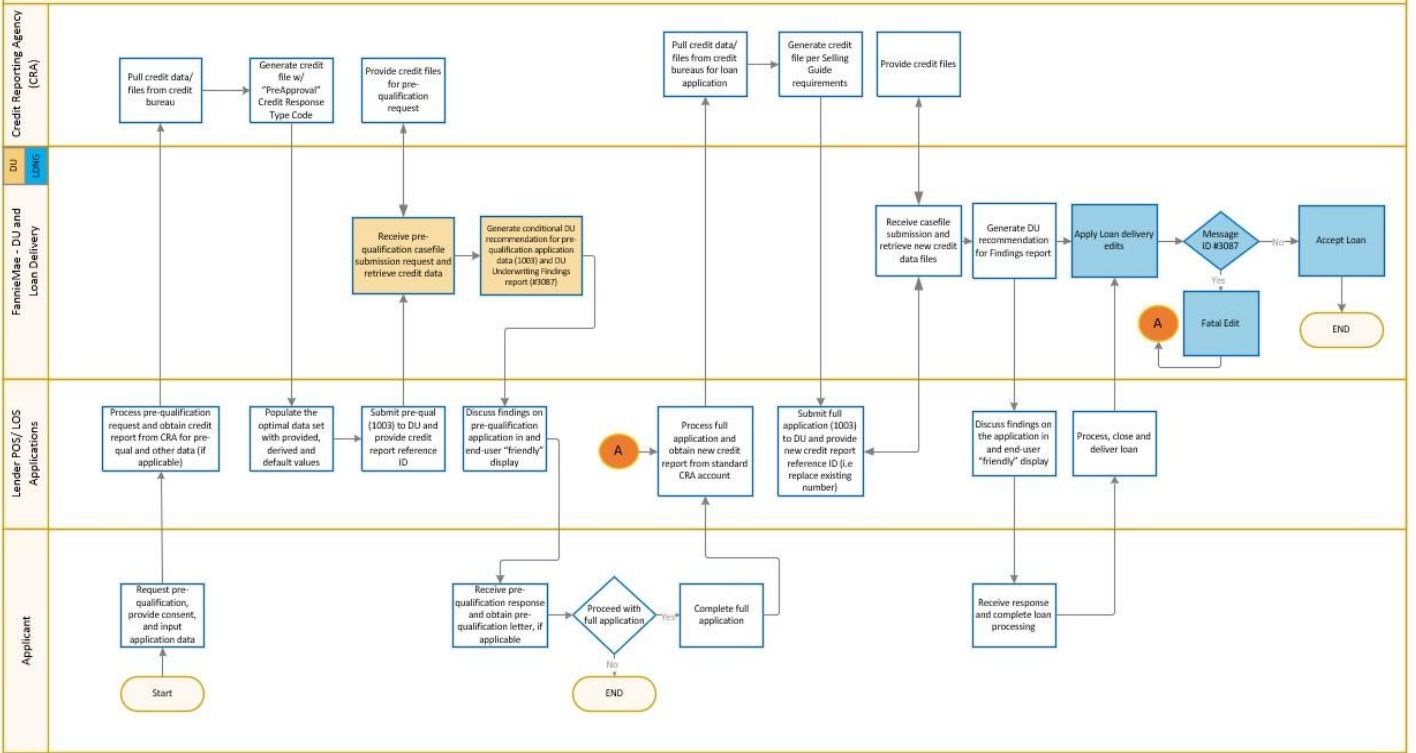 Credit Reporting Agency
(CRA)
Pull credit data/
files from credit
bureau
Generate credit
file w/
"PreApproval"
Credit Response
Type Code
Provide credit files
for pre-
qualification
request
Pull credit data/
files from credit
bureaus for loan
application
Generate credit
file per Selling
Guide
requirements
Provide credit files
DU
LDNG
FannieMae - DU and
Loan Delivery
Receive pre-
qualification casefile
submission request and
retrieve credit data
Generate conditional DU
recommendation for pre-
qualification application
data (1003) and DU
Underwriting Findings
report (#3087)
Receive casefile
submission and
retrieve new credit
data files
Generate DU
recommendation
for Findings report
Apply Loan delivery
edits
Message
ID #3087
No
Accept Loan
Yes
A
Fatal Edit
END
Lender POS/ LOS
Applications
Process pre-qualification
request and obtain credit
report from CRA for pre-
qual and other data (if
applicable)
Populate the
optimal data set
with provided,
derived and
default values
Submit pre-qual
(1003) to DU and
provide credit
report reference
ID
Discuss findings on
pre-qualification
application in and
end-user "friendly"
display
A
Process full
application and
obtain new credit
report from standard
CRA account
Submit full
application (1003)
to DU and provide
new credit report
reference ID (i.e
replace existing
number)
Discuss findings on
the application in
and end-user
"friendly" display
Process, close and
deliver loan
Applicant
Request pre-
qualification,
provide consent,
and input
application data
Start
Receive pre-
qualification response
and obtain pre-
qualification letter, if
applicable
Proceed with
full application
Yes
Complete full
application
No
END
Receive response
and complete loan
processing